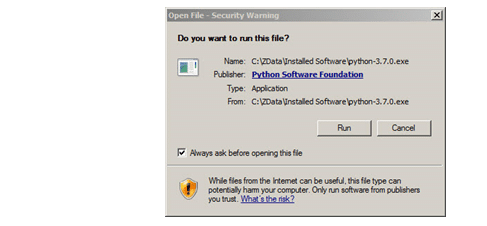 Open File - Security Warning
Do you want to run this file?
Name: C:\ZData\Installed Software\python-3.7.0.exe
Publisher: Python Software Foundation
Type: Application
From: C:\ZData\Installed Software\python-3.7.0.exe
Run Cancel
Always ask before opening this file
While files from the Internet can be useful, this file type can
potentially harm your computer. Only run software from publishers
you trust. What's the risk?